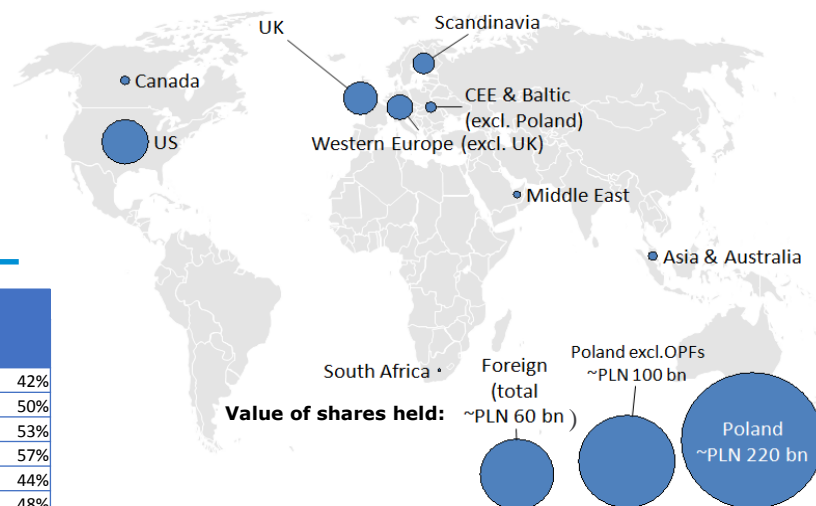 UK
Scandinavia
Canada
CEE & Baltic
(excl. Poland)
US
Western Europe (excl. UK)
Middle East
Asia & Australia
42%
50%
53%
57%
44%
48%
South Africa
Value of shares held:
Foreign
(total
~PLN 60 bn )
Poland excl.OPFs
~PLN 100 bn
Poland
~PLN 220 bn